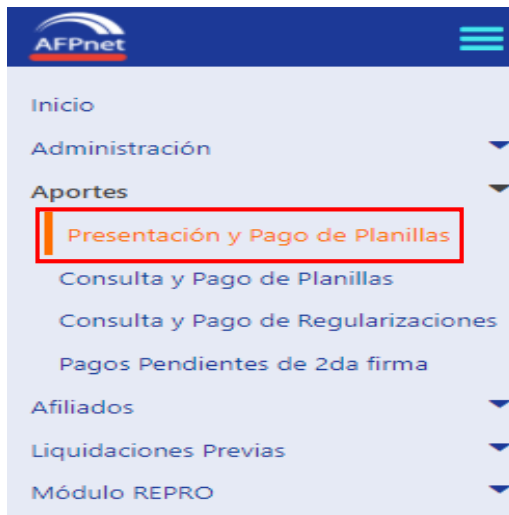 AFPnet
Inicio
Administración
Aportes
Presentación y Pago de Planillas
Consulta y Pago de Planillas
Consulta y Pago de Regularizaciones
Pagos Pendientes de 2da firma
Afiliados
Liquidaciones Previas
Módulo REPRO